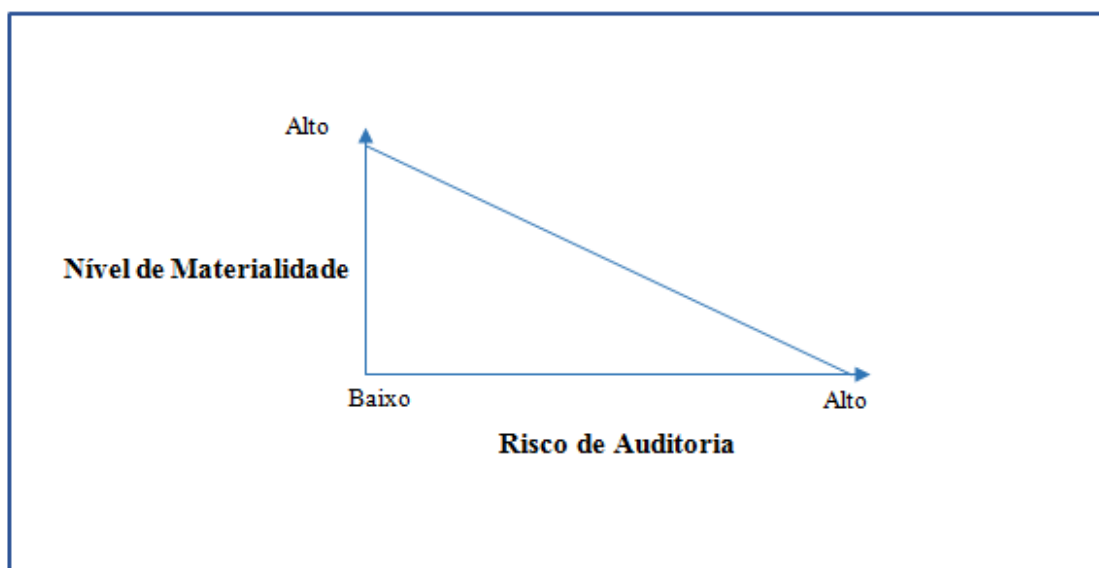 Alto
Nível de Materialidade
Baixo
Alto
Risco de Auditoria